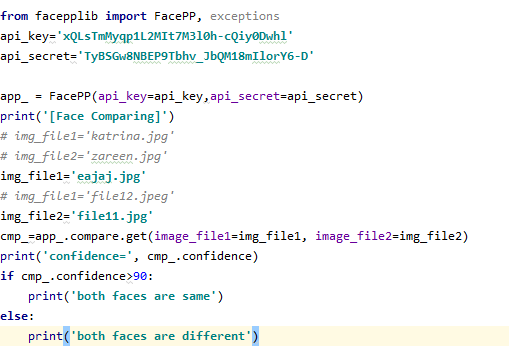 from facepplib import FacePP, exceptions
api_key='xQLsTmMyqp1L2MIt7M3l0h-cQiy0Dwhl'
api_secret='TyBSGw8NBEP9Tbhv_JbQM18mIlorY6-D'
app_ = FacePP(api_key=api_key,api_secret=api_secret)
print('[Face Comparing]')
# img_file1='katrina.jpg'
# img_file2='zareen.jpg'
img_file1='eajaj.jpg'
# img_file1='file12.jpeg'
img_file2='file11.jpg'
cmp_=app_.compare.get(image_file1=img_file1, image_file2=img_file2)
print('confidence=', cmp_.confidence)
if cmp_.confidence>90:
    print('both faces are same')
else:
    print('both faces are different')